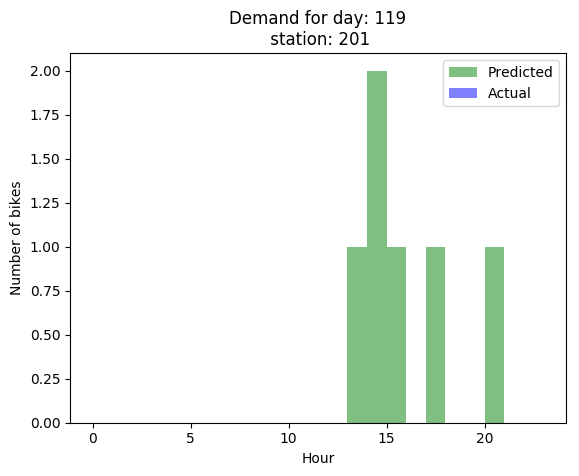 Demand for day: 119
station: 201
Predicted
Actual
Number of bikes
2.00
1.75
1.50
1.25
1.00
0.75
0.50
0.25
0.00
0 5 10 15 20
Hour